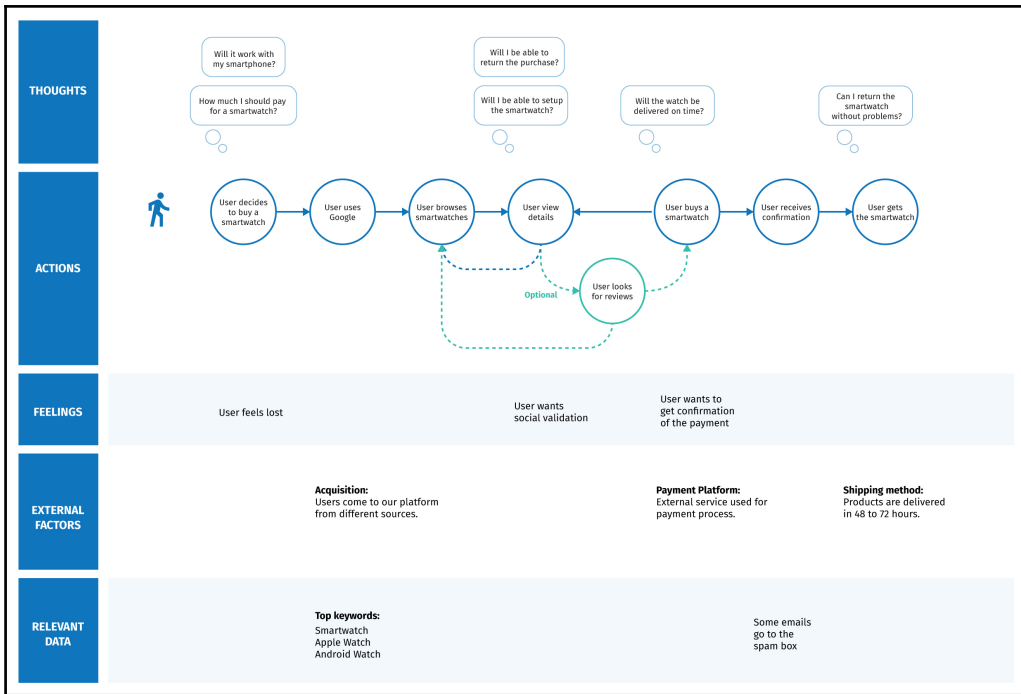 THOUGHTS
Will it work with
my smartphone?
How much I should pay
for a smartwatch?
Will I be able to
return the purchase?
Will I be able to setup
the smartwatch?
Will the watch be
delivered on time?
Can I return the
smartwatch
without problems?
ACTIONS
User decides
to buy a
smartwatch
User uses
Google
User browses
smartwatches
User view
details
User buys a
smartwatch
User receives
confirmation
User gets
the smartwatch
Optional
User looks
for reviews
FEELINGS
User feels lost
User wants
social validation
User wants to
get confirmation
of the payment
EXTERNAL
FACTORS
Acquisition:
Users come to our platform
from different sources.
Payment Platform:
External service used for
payment process.
Shipping method:
Products are delivered
in 48 to 72 hours.
RELEVANT
DATA
Top keywords:
Smartwatch
Apple Watch
Android Watch
Some emails
go to the
spam box